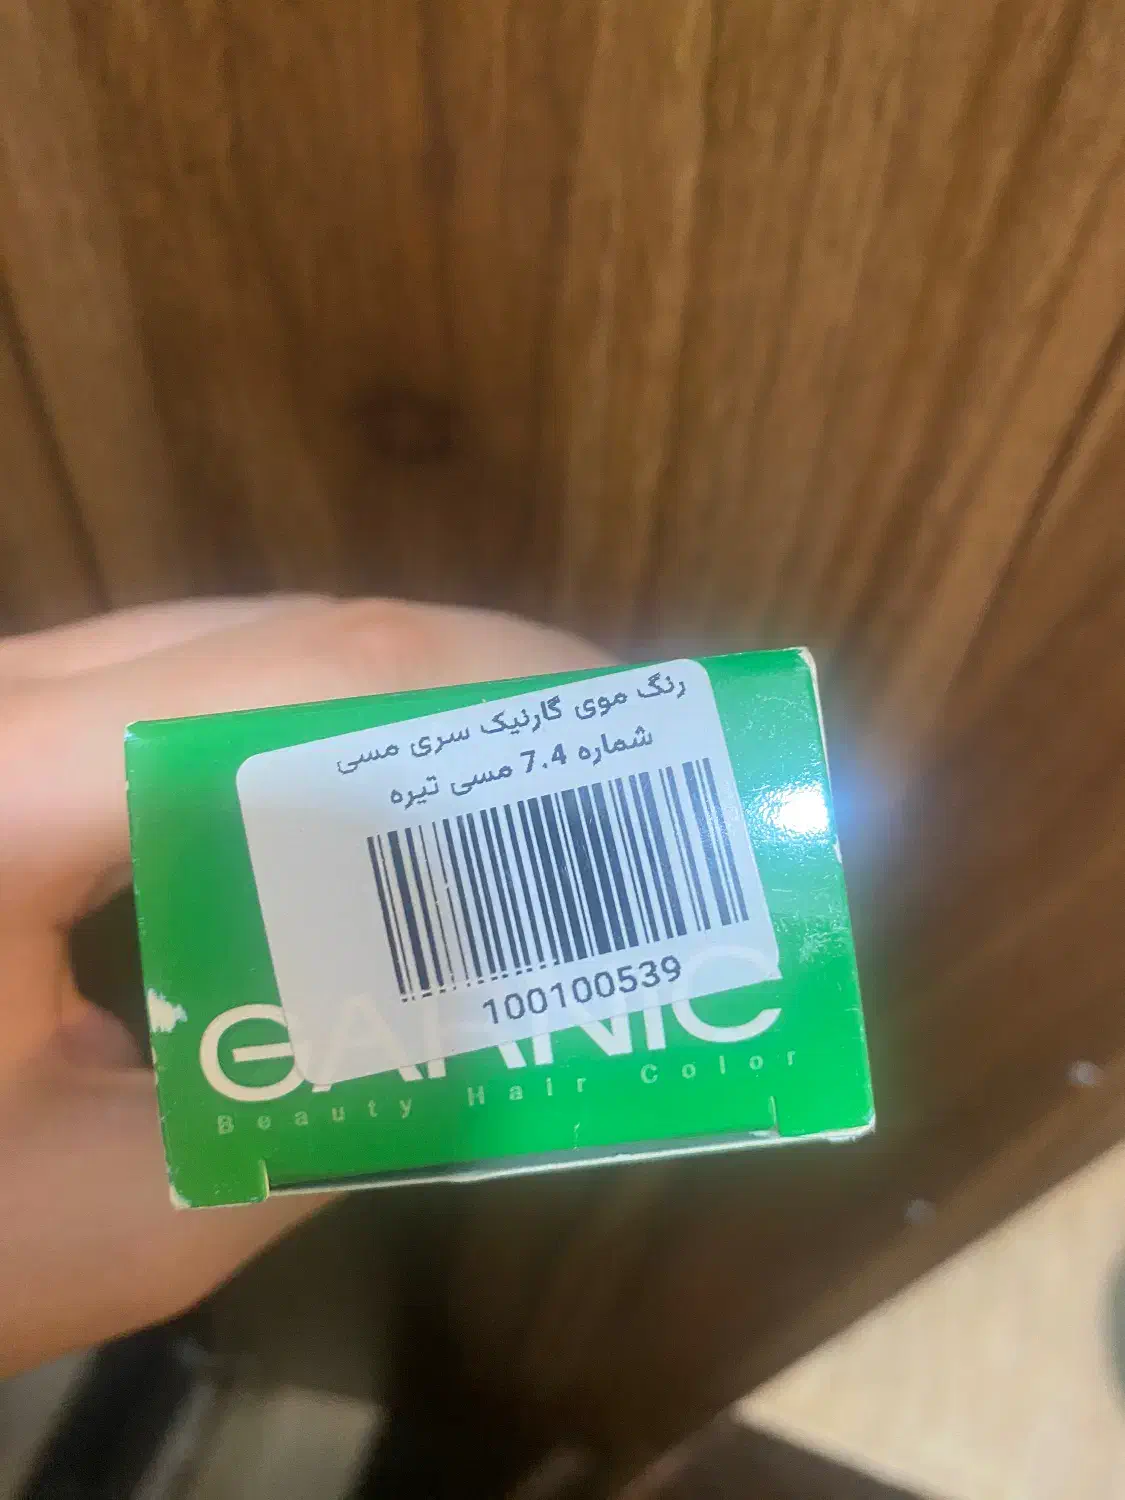 رنگ موی گارنیک سری مسی
شماره 7.4 مسی تیره
100100539
GARNIC
Beauty Hair Color